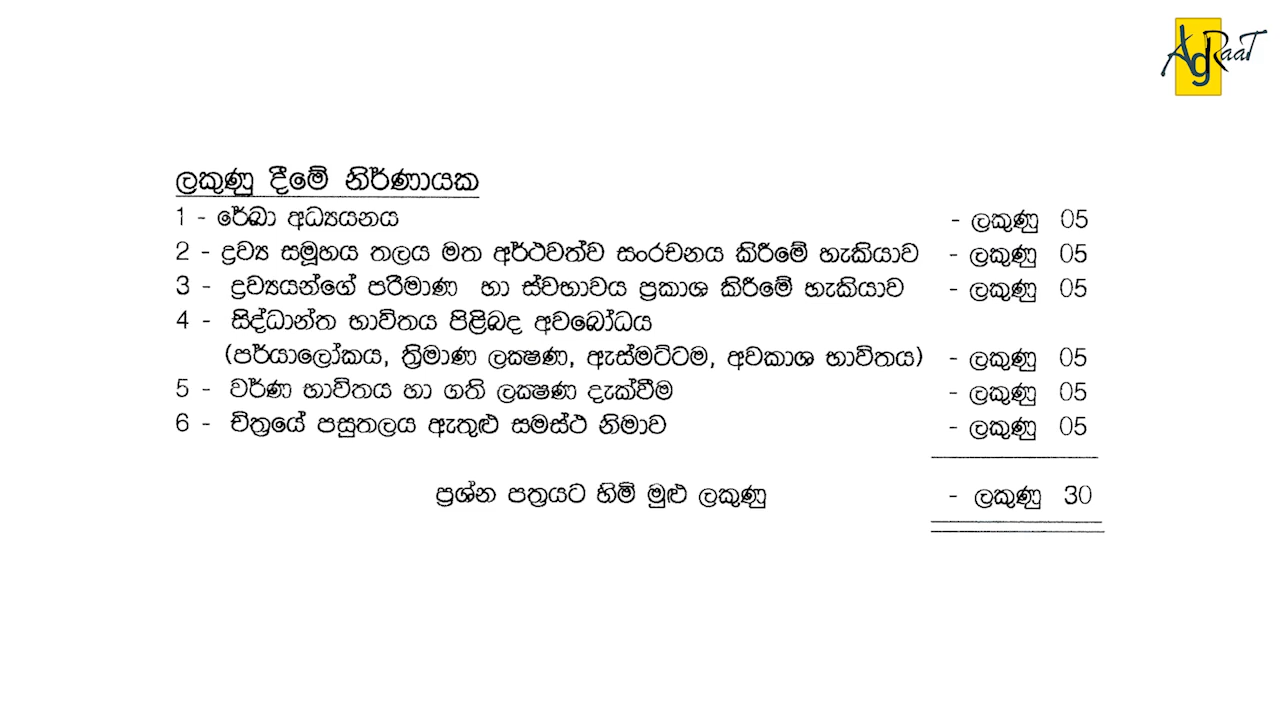 AgRaaT
ලකුණු දීමේ නිර්ණායක
1 - රේඛා අධ්‍යයනය - ලකුණු 05
2 - ද්‍රව්‍ය සමූහය තලය මත අර්ථවත්ව සංරචනය කිරීමේ හැකියාව - ලකුණු 05
3 - ද්‍රව්‍යයන්ගේ පරිමාණ හා ස්වභාවය ප්‍රකාශ කිරීමේ හැකියාව - ලකුණු 05
4 - සිද්ධාන්ත භාවිතය පිළිබද අවබෝධය
(පර්යාලෝකය, ත්‍රිමාණ ලක්‍ෂණ, ඇස්මට්ටම, අවකාශ භාවිතය) - ලකුණු 05
5 - වර්ණ භාවිතය හා ගති ලක්‍ෂණ දැක්වීම - ලකුණු 05
6 - චිත්‍රයේ පසුතලය ඇතුළු සමස්ථ නිමාව - ලකුණු 05
ප්‍රශ්න පත්‍රයට හිමි මුළු ලකුණු - ලකුණු 30